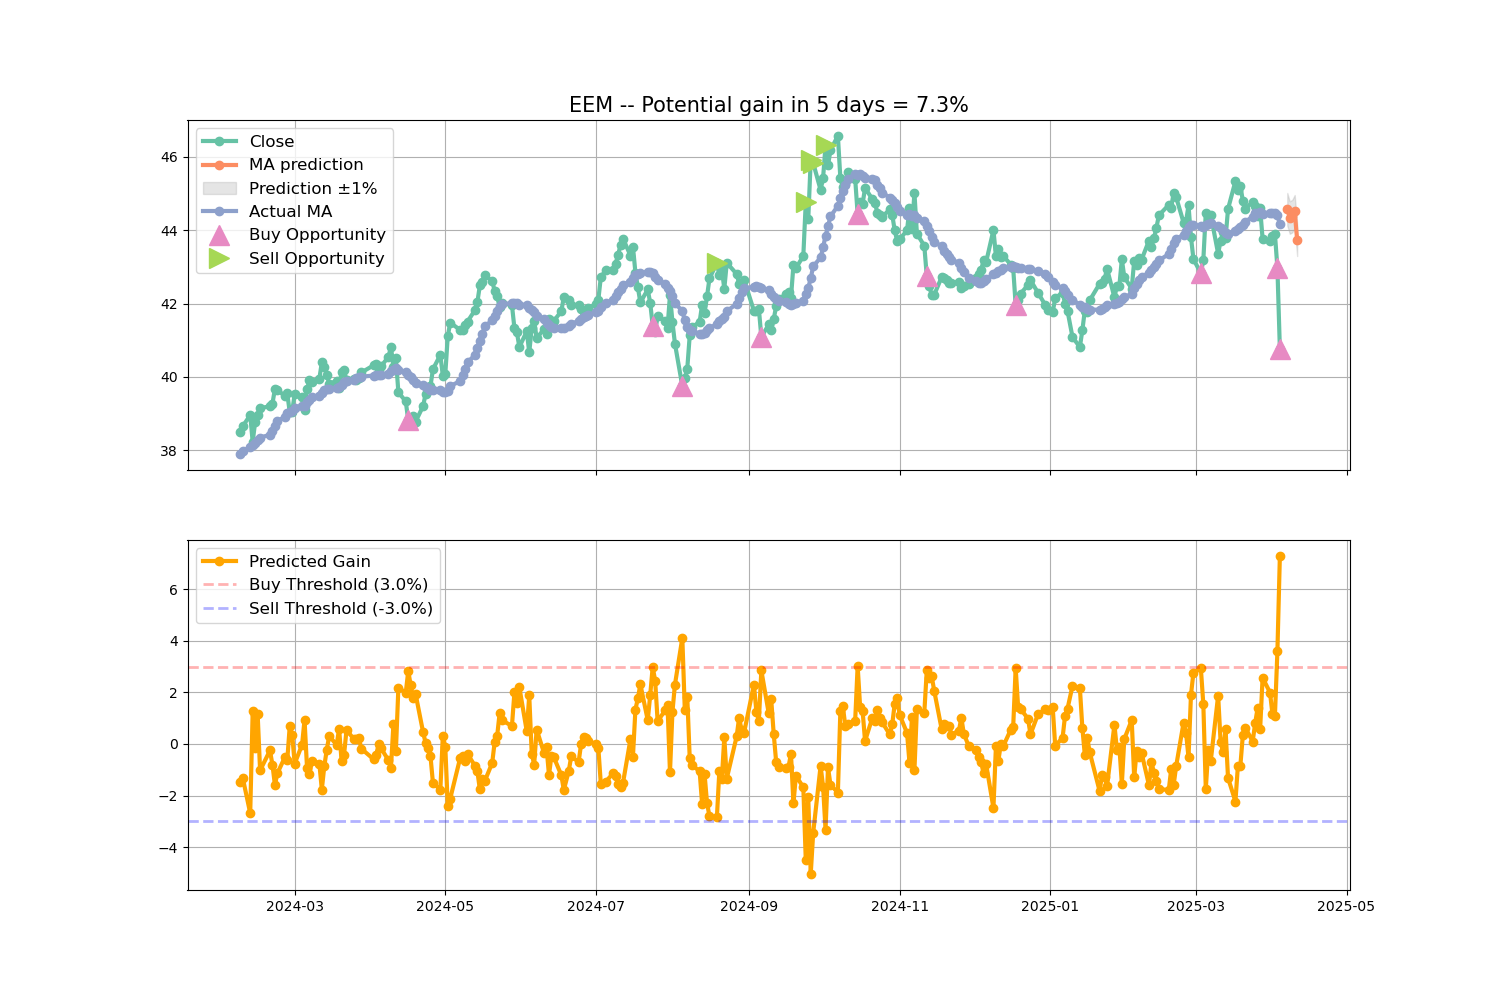 EEM -- Potential gain in 5 days = 7.3%
Close
MA prediction
Prediction ±1%
Actual MA
Buy Opportunity
Sell Opportunity
46
44
42
40
38
Predicted Gain
Buy Threshold (3.0%)
Sell Threshold (-3.0%)
6
4
2
0
−2
−4
2024-03 2024-05 2024-07 2024-09 2024-11 2025-01 2025-03 2025-05